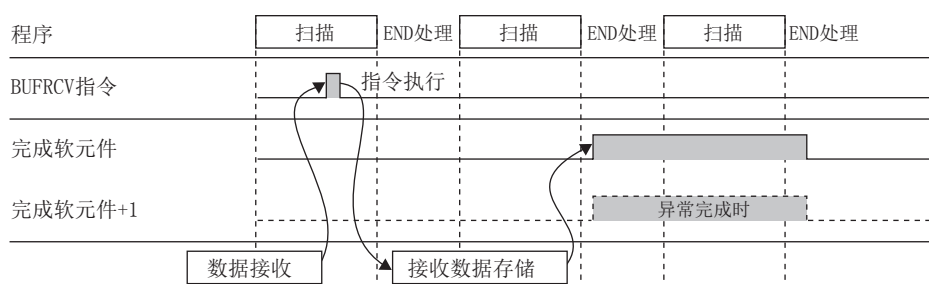 程序 扫描 END处理 扫描 END处理 扫描 END处理
BUFRCV指令 指令执行
完成软元件
完成软元件+1 异常完成时
数据接收 接收数据存储